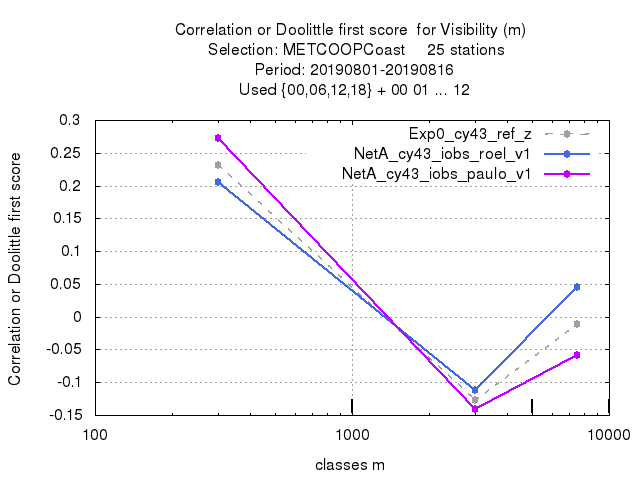 Correlation or Doolittle first score  for Visibility (m)
Selection: METCOOPCoast     25 stations
Period: 20190801-20190816
Used {00,06,12,18} + 00 01 ... 12
Exp0_cy43_ref_z
NetA_cy43_iobs_roel_v1
NetA_cy43_iobs_paulo_v1
Correlation or Doolittle first score
0.3
0.25
0.2
0.15
0.1
0.05
0
-0.05
-0.1
-0.15
100 1000 10000
classes m